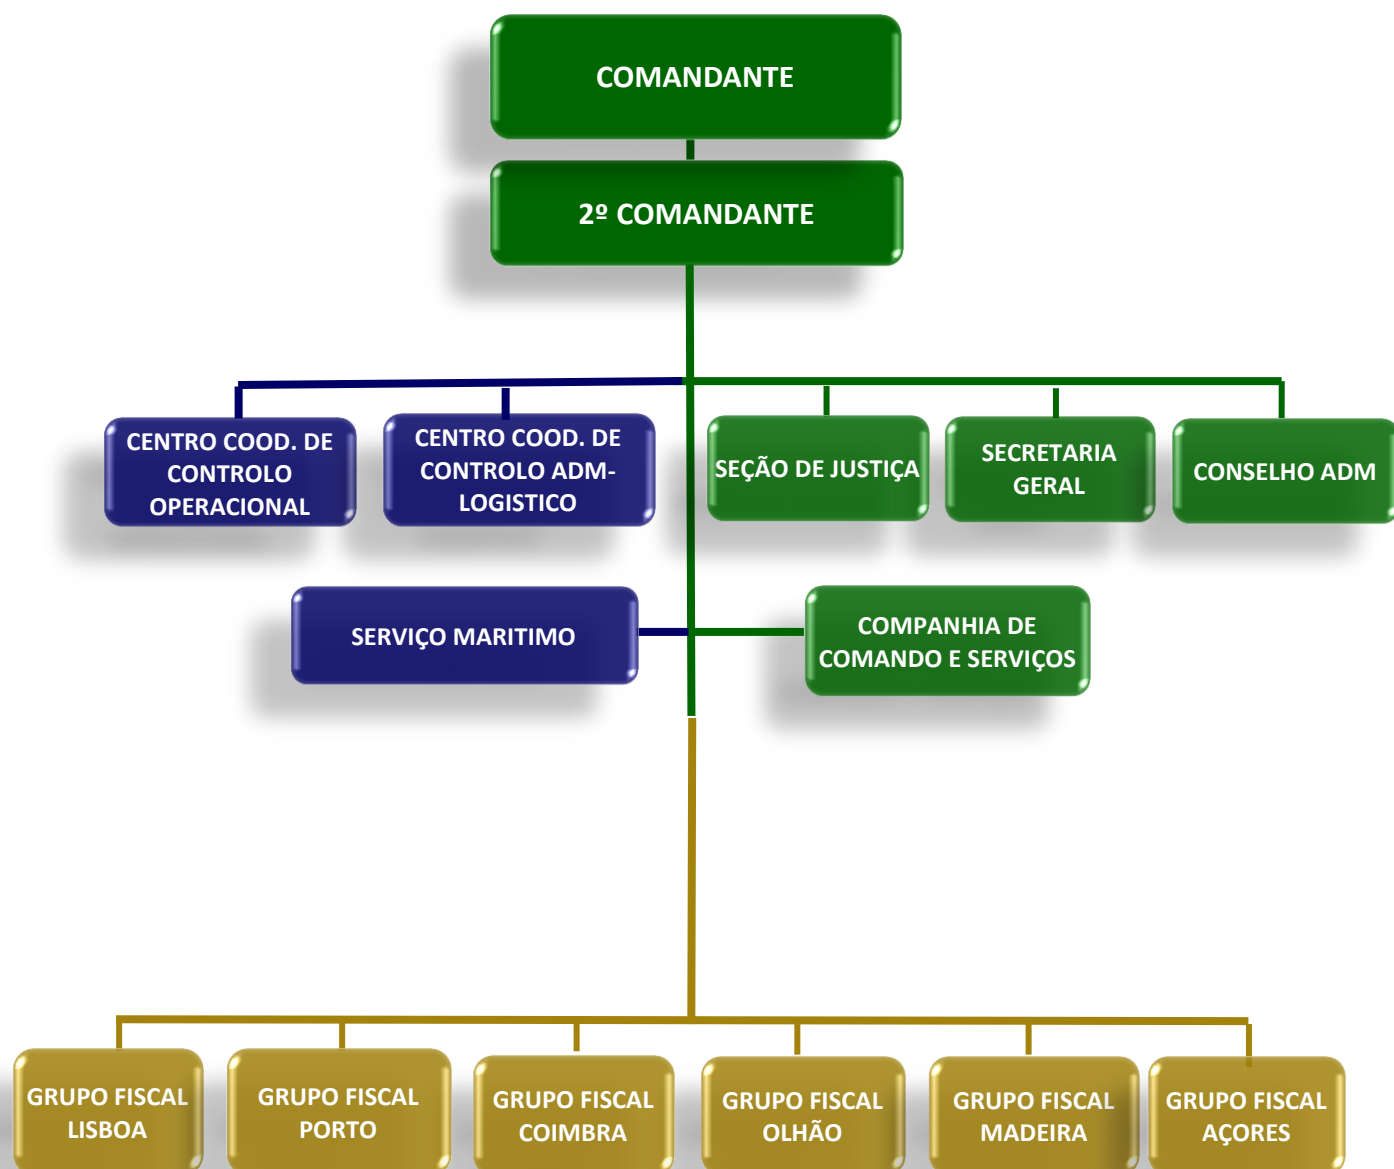 COMANDANTE
2º COMANDANTE
CENTRO COOD. DE
CONTROLO
OPERACIONAL
CENTRO COOD. DE
CONTROLO ADM-
LOGISTICO
SEÇÃO DE JUSTIÇA
SECRETARIA
GERAL
CONSELHO ADM
SERVIÇO MARITIMO
COMPANHIA DE
COMANDO E SERVIÇOS
GRUPO FISCAL
LISBOA
GRUPO FISCAL
PORTO
GRUPO FISCAL
COIMBRA
GRUPO FISCAL
OLHÃO
GRUPO FISCAL
MADEIRA
GRUPO FISCAL
AÇORES